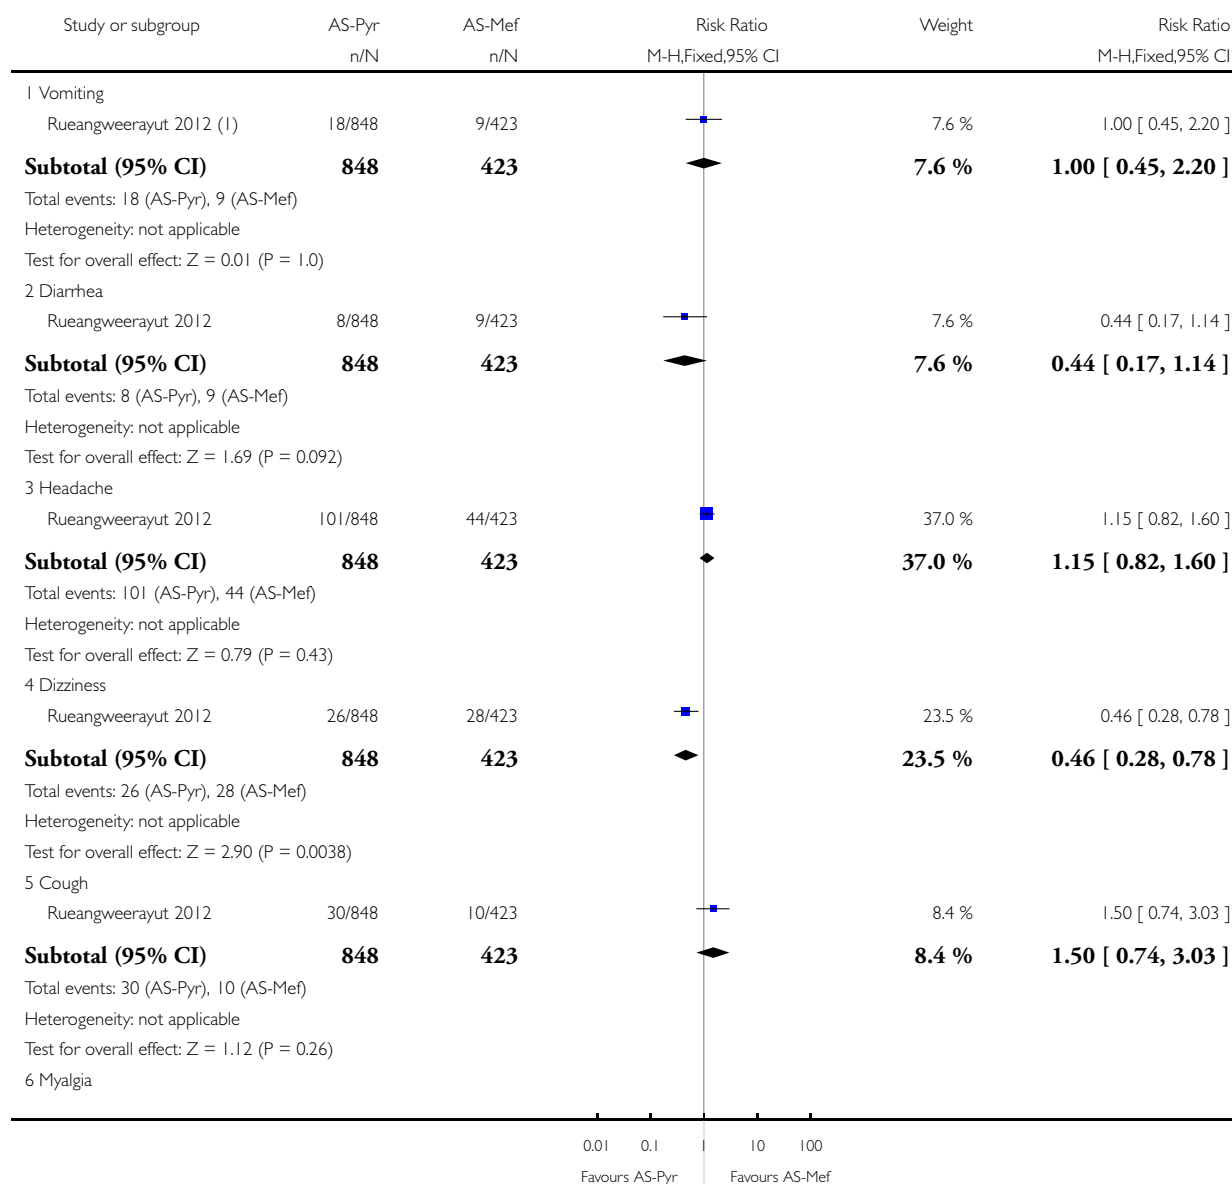 Study or subgroup AS-Pyr AS-Mef Risk Ratio Weight Risk Ratio
n/N n/N M-H,Fixed,95% CI M-H,Fixed,95% CI
1 Vomiting
Rueangweerayut 2012 (1) 18/848 9/423 7.6 % 1.00 [ 0.45, 2.20 ]
Subtotal (95% CI) 848 423 7.6 % 1.00 [ 0.45, 2.20 ]
Total events: 18 (AS-Pyr), 9 (AS-Mef)
Heterogeneity: not applicable
Test for overall effect: Z = 0.01 (P = 1.0)
2 Diarrhea
Rueangweerayut 2012 8/848 9/423 7.6 % 0.44 [ 0.17, 1.14 ]
Subtotal (95% CI) 848 423 7.6 % 0.44 [ 0.17, 1.14 ]
Total events: 8 (AS-Pyr), 9 (AS-Mef)
Heterogeneity: not applicable
Test for overall effect: Z = 1.69 (P = 0.092)
3 Headache
Rueangweerayut 2012 101/848 44/423 37.0 % 1.15 [ 0.82, 1.60 ]
Subtotal (95% CI) 848 423 37.0 % 1.15 [ 0.82, 1.60 ]
Total events: 101 (AS-Pyr), 44 (AS-Mef)
Heterogeneity: not applicable
Test for overall effect: Z = 0.79 (P = 0.43)
4 Dizziness
Rueangweerayut 2012 26/848 28/423 23.5 % 0.46 [ 0.28, 0.78 ]
Subtotal (95% CI) 848 423 23.5 % 0.46 [ 0.28, 0.78 ]
Total events: 26 (AS-Pyr), 28 (AS-Mef)
Heterogeneity: not applicable
Test for overall effect: Z = 2.90 (P = 0.0038)
5 Cough
Rueangweerayut 2012 30/848 10/423 8.4 % 1.50 [ 0.74, 3.03 ]
Subtotal (95% CI) 848 423 8.4 % 1.50 [ 0.74, 3.03 ]
Total events: 30 (AS-Pyr), 10 (AS-Mef)
Heterogeneity: not applicable
Test for overall effect: Z = 1.12 (P = 0.26)
6 Myalgia
0.01 0.1 1 10 100
Favours AS-Pyr Favours AS-Mef